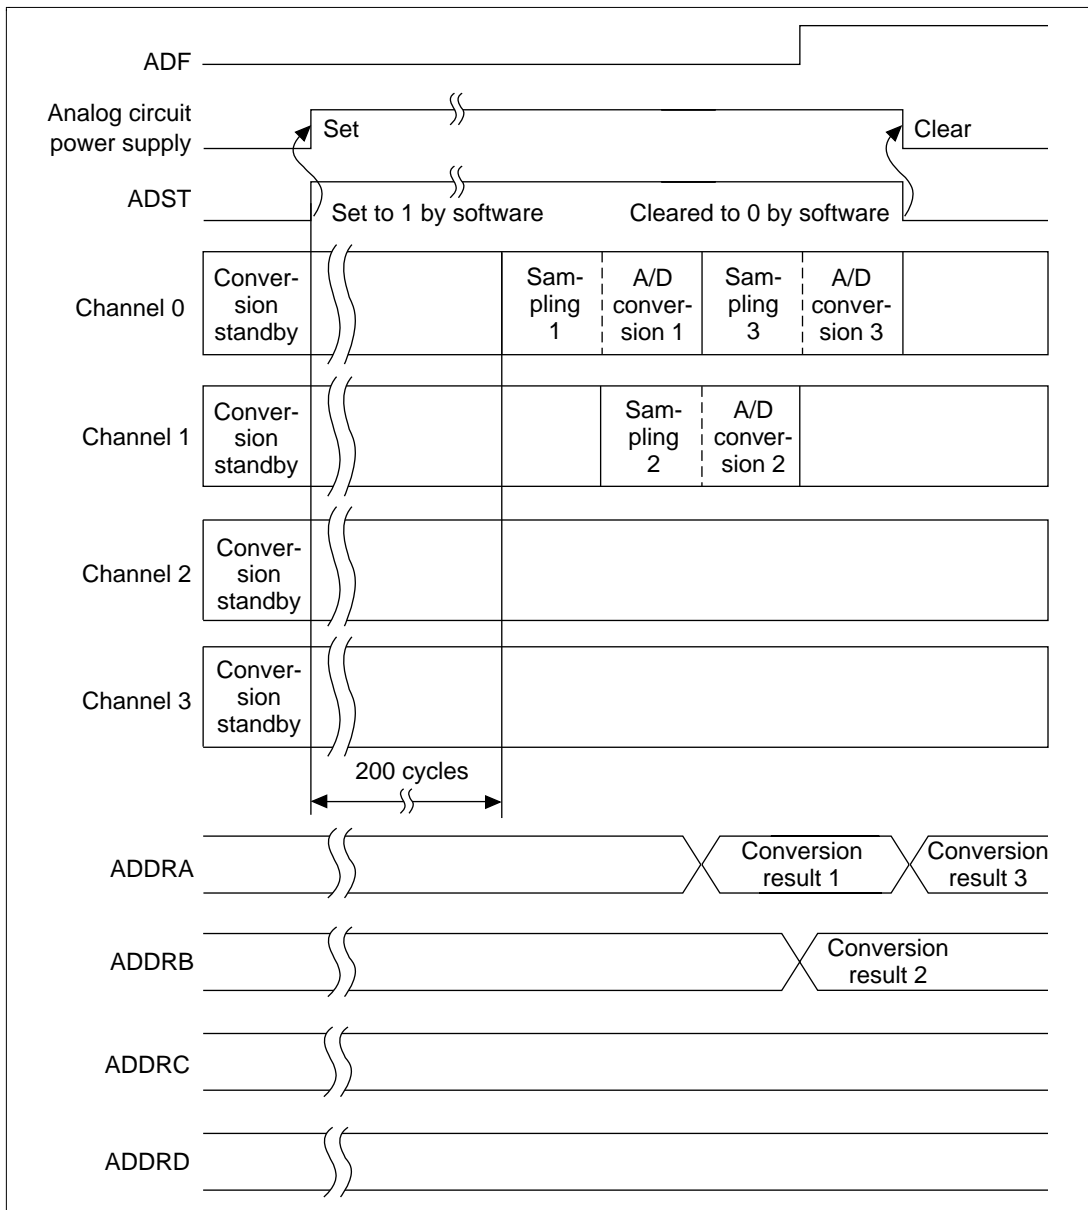 ADF
Analog circuit
power supply
Set
Clear
ADST
Set to 1 by software
Cleared to 0 by software
Channel 0
Conver-
sion
standby
Sam-
pling
1
A/D
conver-
sion 1
Sam-
pling
3
A/D
conver-
sion 3
Channel 1
Conver-
sion
standby
Sam-
pling
2
A/D
conver-
sion 2
Channel 2
Conver-
sion
standby
Channel 3
Conver-
sion
standby
200 cycles
ADDRA
Conversion
result 1
Conversion
result 3
ADDRB
Conversion
result 2
ADDRC
ADDRD